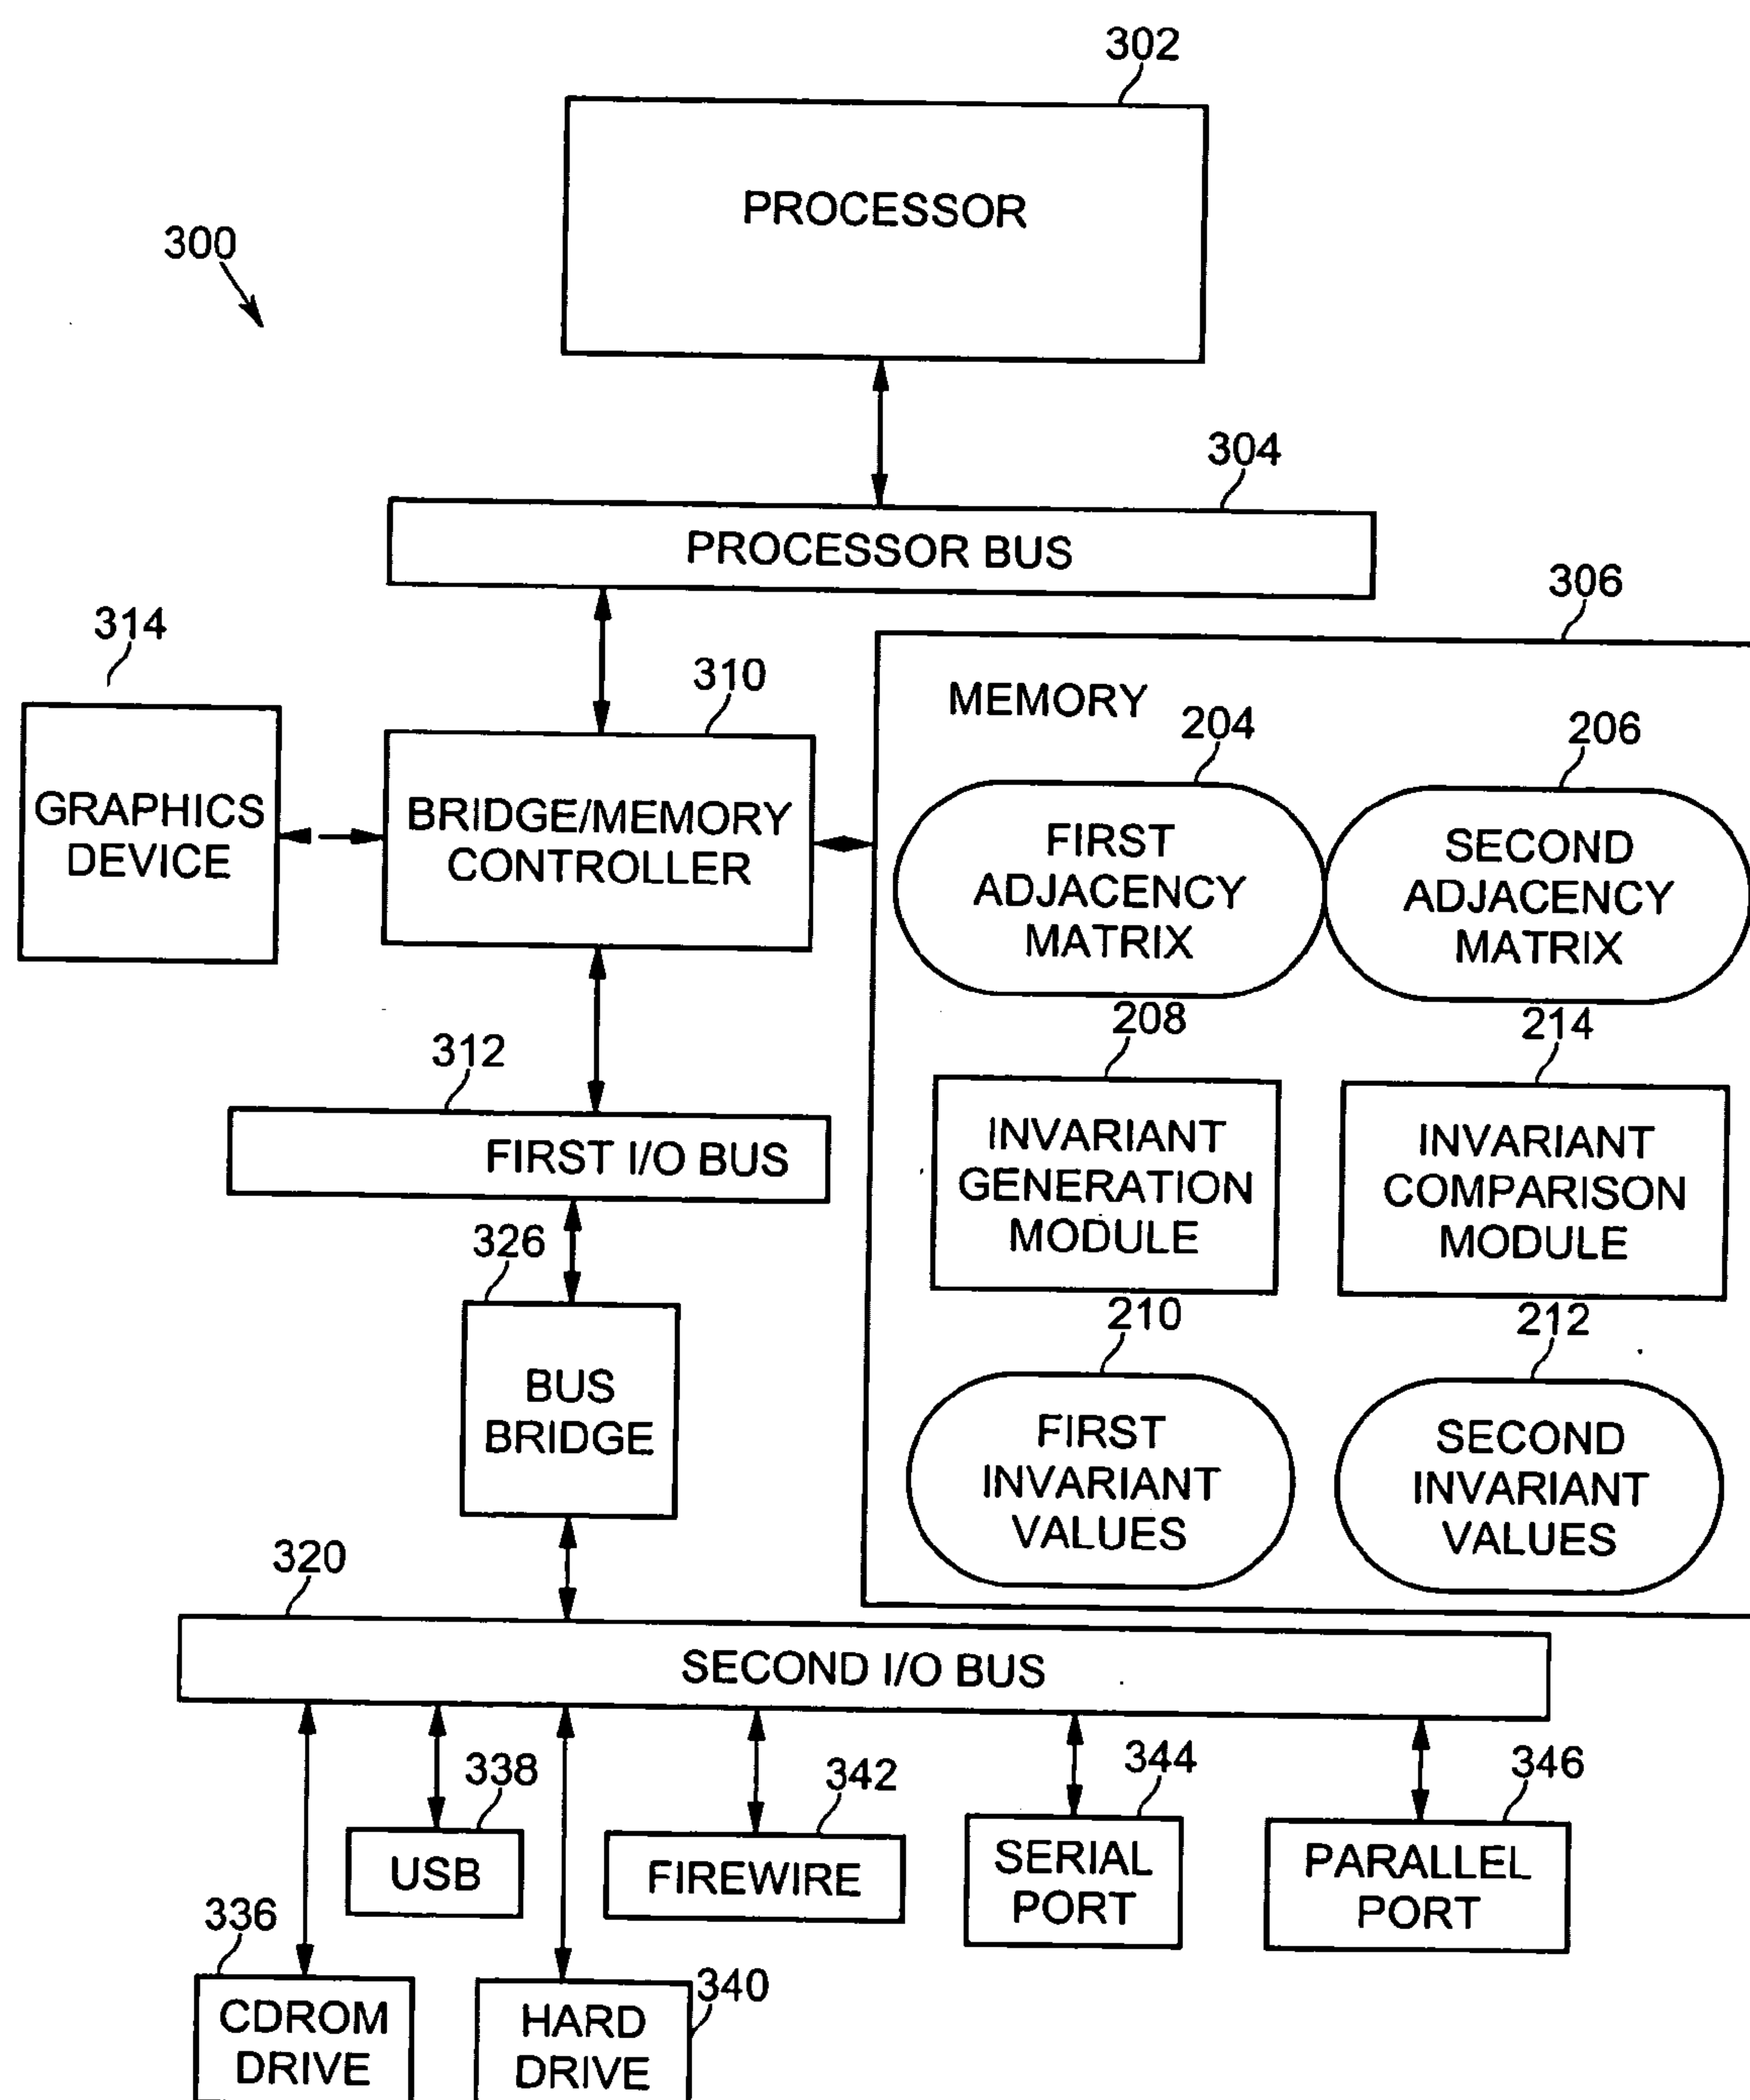 302
PROCESSOR
300
304
PROCESSOR BUS
306
314
310
MEMORY
204
206
GRAPHICS
DEVICE
BRIDGE/MEMORY
CONTROLLER
FIRST
ADJACENCY
MATRIX
SECOND
ADJACENCY
MATRIX
208
214
312
FIRST I/O BUS
INVARIANT
GENERATION
MODULE
INVARIANT
COMPARISON
MODULE
326
210
212
BUS
BRIDGE
FIRST
INVARIANT
VALUES
SECOND
INVARIANT
VALUES
320
SECOND I/O BUS
338
342
344
346
USB
FIREWIRE
SERIAL
PORT
PARALLEL
PORT
336
340
CDROM
DRIVE
HARD
DRIVE